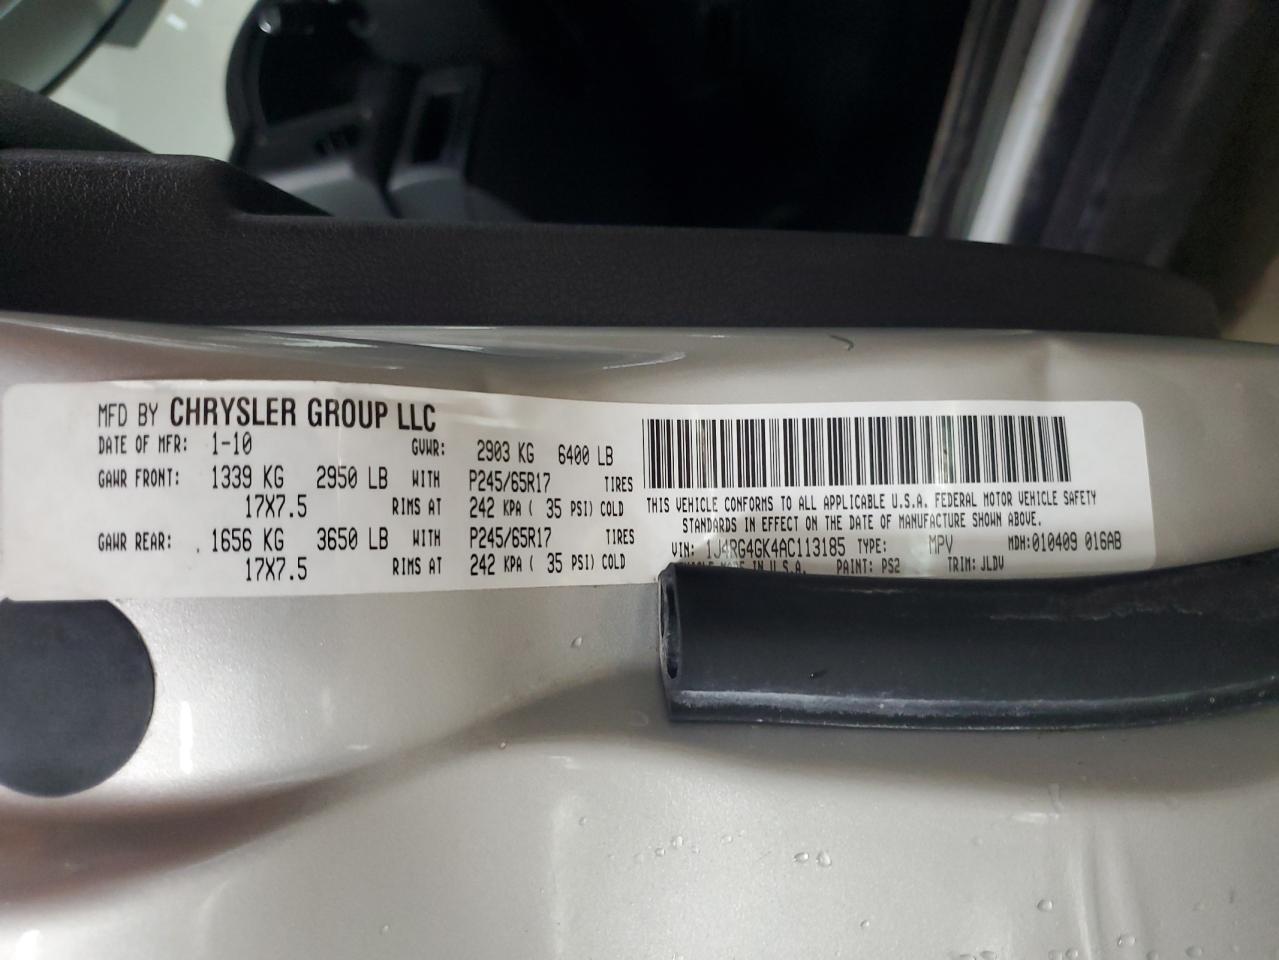 MFD BY CHRYSLER GROUP LLC
DATE OF MFR: 1-10 GVWR: 2903 KG 6400 LB
GAWR FRONT: 1339 KG 2950 LB WITH P245/65R17 TIRES
17X7.5 RIMS AT 242 KPA ( 35 PSI) COLD
GAWR REAR: 1656 KG 3650 LB WITH P245/65R17 TIRES
17X7.5 RIMS AT 242 KPA ( 35 PSI) COLD
THIS VEHICLE CONFORMS TO ALL APPLICABLE U.S.A. FEDERAL MOTOR VEHICLE SAFETY
STANDARDS IN EFFECT ON THE DATE OF MANUFACTURE SHOWN ABOVE.
VIN: 1J4RG4GK4AC113185 TYPE: MPV MDH:010409 016AB
VEHICLE MADE IN U.S.A. PAINT: PS2 TRIM: JLDV